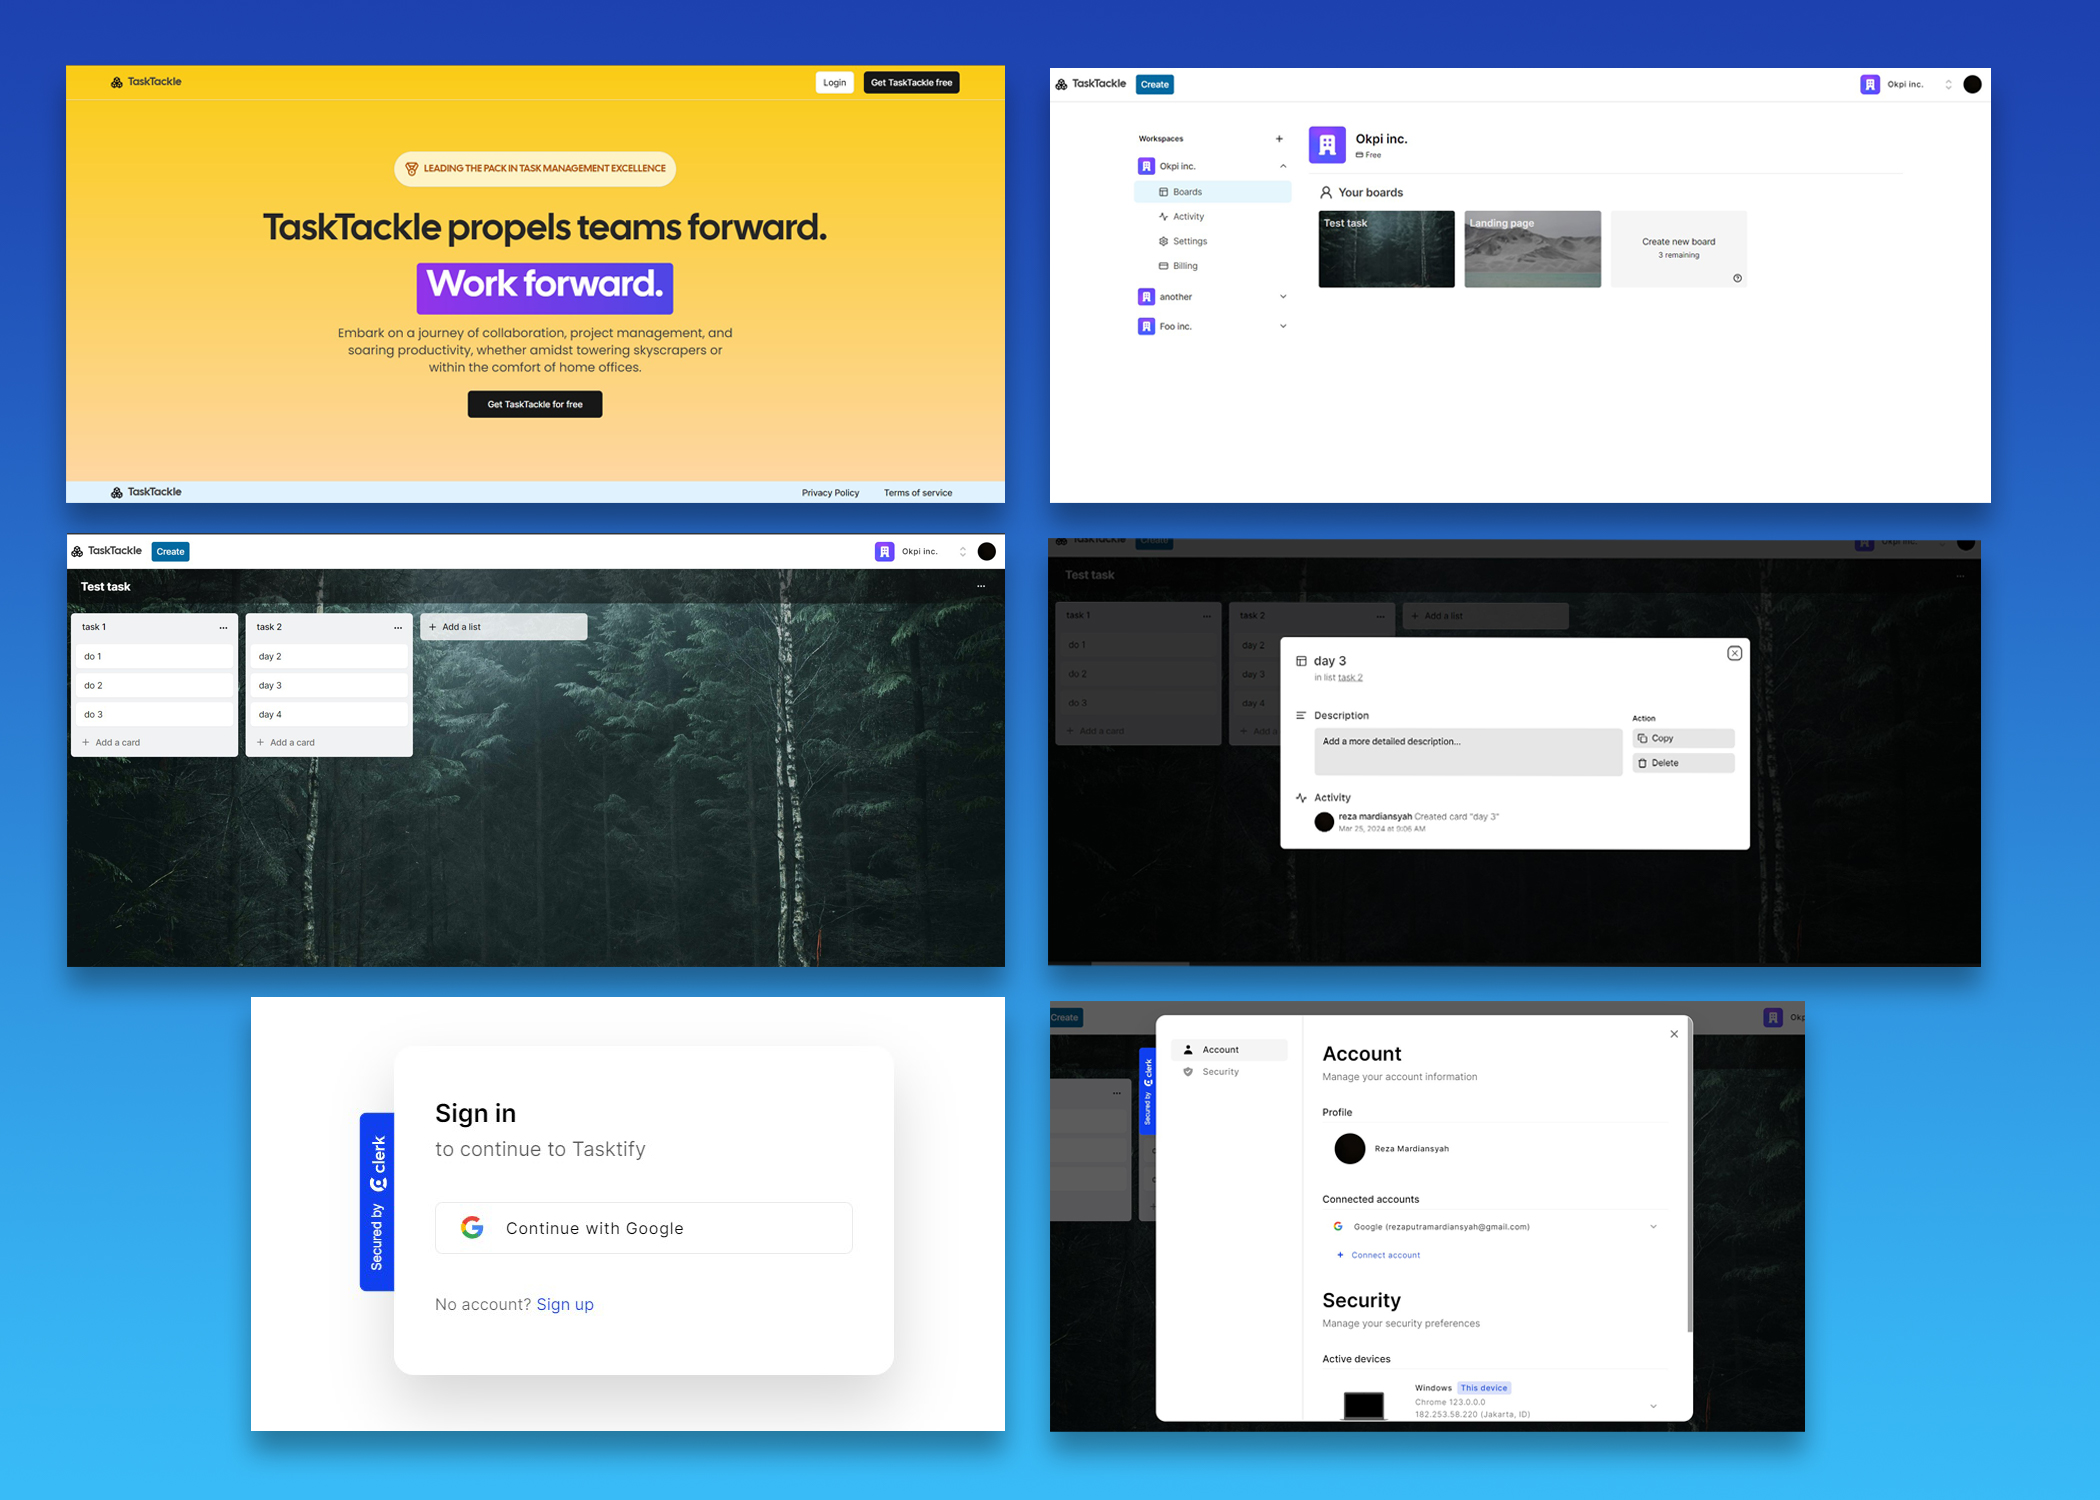 TaskTackle
Login
Get TaskTackle free
LEADING THE PACK IN TASK MANAGEMENT EXCELLENCE
TaskTackle propels teams forward.
Work forward.
Embark on a journey of collaboration, project management, and
soaring productivity, whether amidst towering skyscrapers or
within the comfort of home offices.
Get TaskTackle for free
TaskTackle
Privacy Policy
Terms of service
TaskTackle
Create
Okpi inc.
Workspaces
Okpi inc.
Boards
Activity
Settings
Billing
another
Foo inc.
Okpi inc.
Free
Your boards
Test task
Landing page
Create new board
3 remaining
TaskTackle
Create
Okpi inc.
Test task
task 1
do 1
do 2
do 3
Add a card
task 2
day 2
day 3
day 4
Add a card
Add a list
TaskTackle
Create
Okpi inc.
Test task
task 1
do 1
do 2
do 3
Add a card
task 2
day 2
day 3
day 4
Add a
Add a list
day 3
in list task 2
Description
Add a more detailed description...
Action
Copy
Delete
Activity
reza mardiansyah Created card "day 3"
Mar 25, 2024 at 9:06 AM
Secured by clerk
Sign in
to continue to Tasktify
Continue with Google
No account? Sign up
Create
Okp
Secured by clerk
Account
Security
Account
Manage your account information
Profile
Reza Mardiansyah
Connected accounts
Google (rezaputramardiansyah@gmail.com)
Connect account
Security
Manage your security preferences
Active devices
Windows This device
Chrome 123.0.0.0
182.253.58.220 (Jakarta, ID)